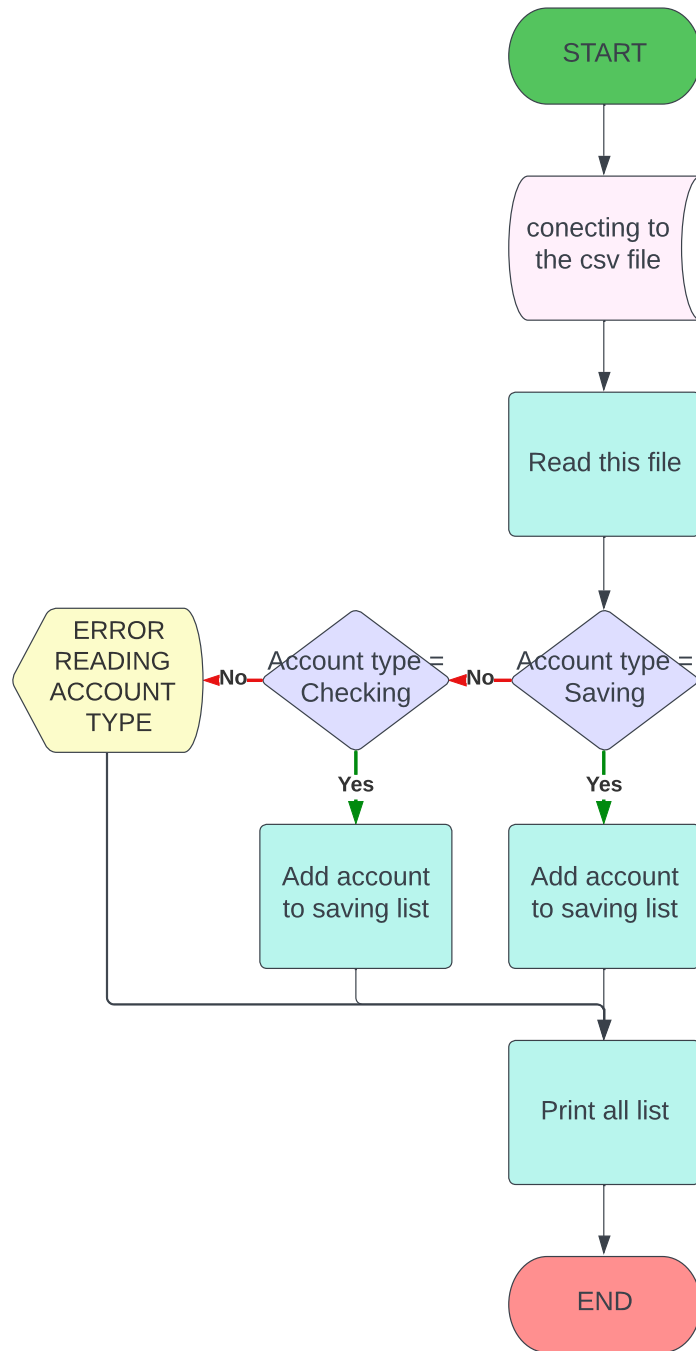 START
conecting to
the csv file
Read this file
Account type =
Saving
No
Account type =
Checking
No
ERROR
READING
ACCOUNT
TYPE
Yes
Yes
Add account
to saving list
Add account
to saving list
Print all list
END